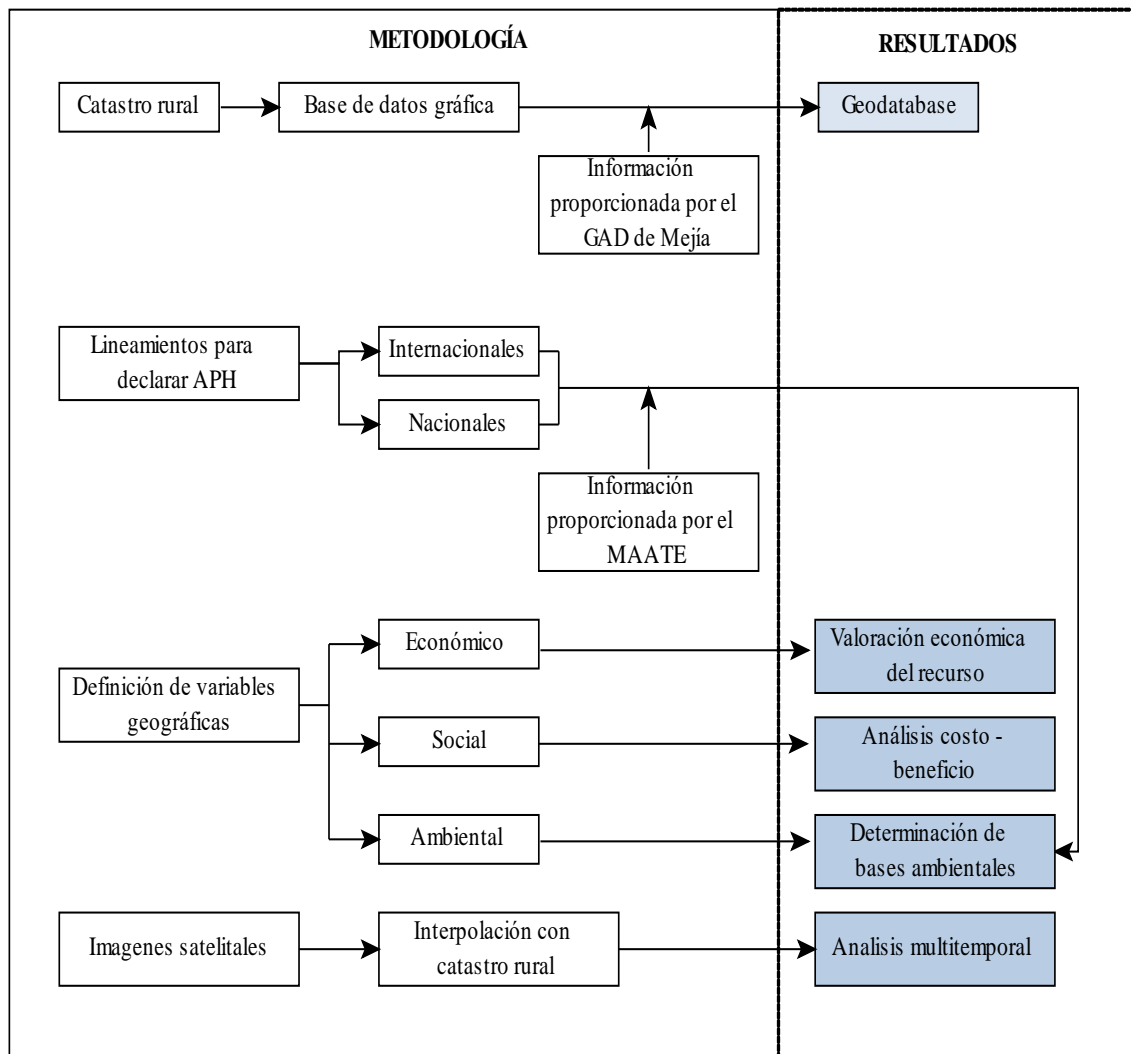 METODOLOGÍA
RESULTADOS
Catastro rural
Base de datos gráfica
Geodatabase
Información
proporcionada por el
GAD de Mejía
Lineamientos para
declarar APH
Internacionales
Nacionales
Información
proporcionada por el
MAATE
Definición de variables
geográficas
Económico
Valoración económica
del recurso
Social
Análisis costo -
beneficio
Ambiental
Determinación de
bases ambientales
Imagenes satelitales
Interpolación con
catastro rural
Analisis multitemporal